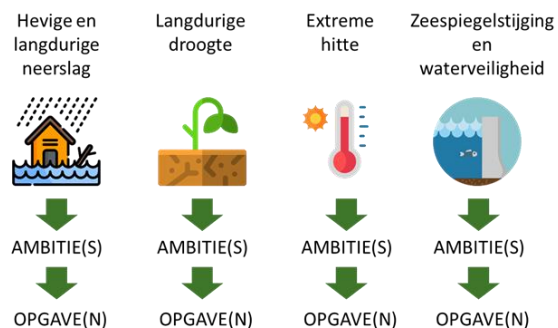 Hevige en
langdurige
neerslag
Langdurige
droogte
Extreme
hitte
Zeespiegelstijging
en
waterveiligheid
AMBITIE(S)
AMBITIE(S)
AMBITIE(S)
AMBITIE(S)
OPGAVE(N)
OPGAVE(N)
OPGAVE(N)
OPGAVE(N)